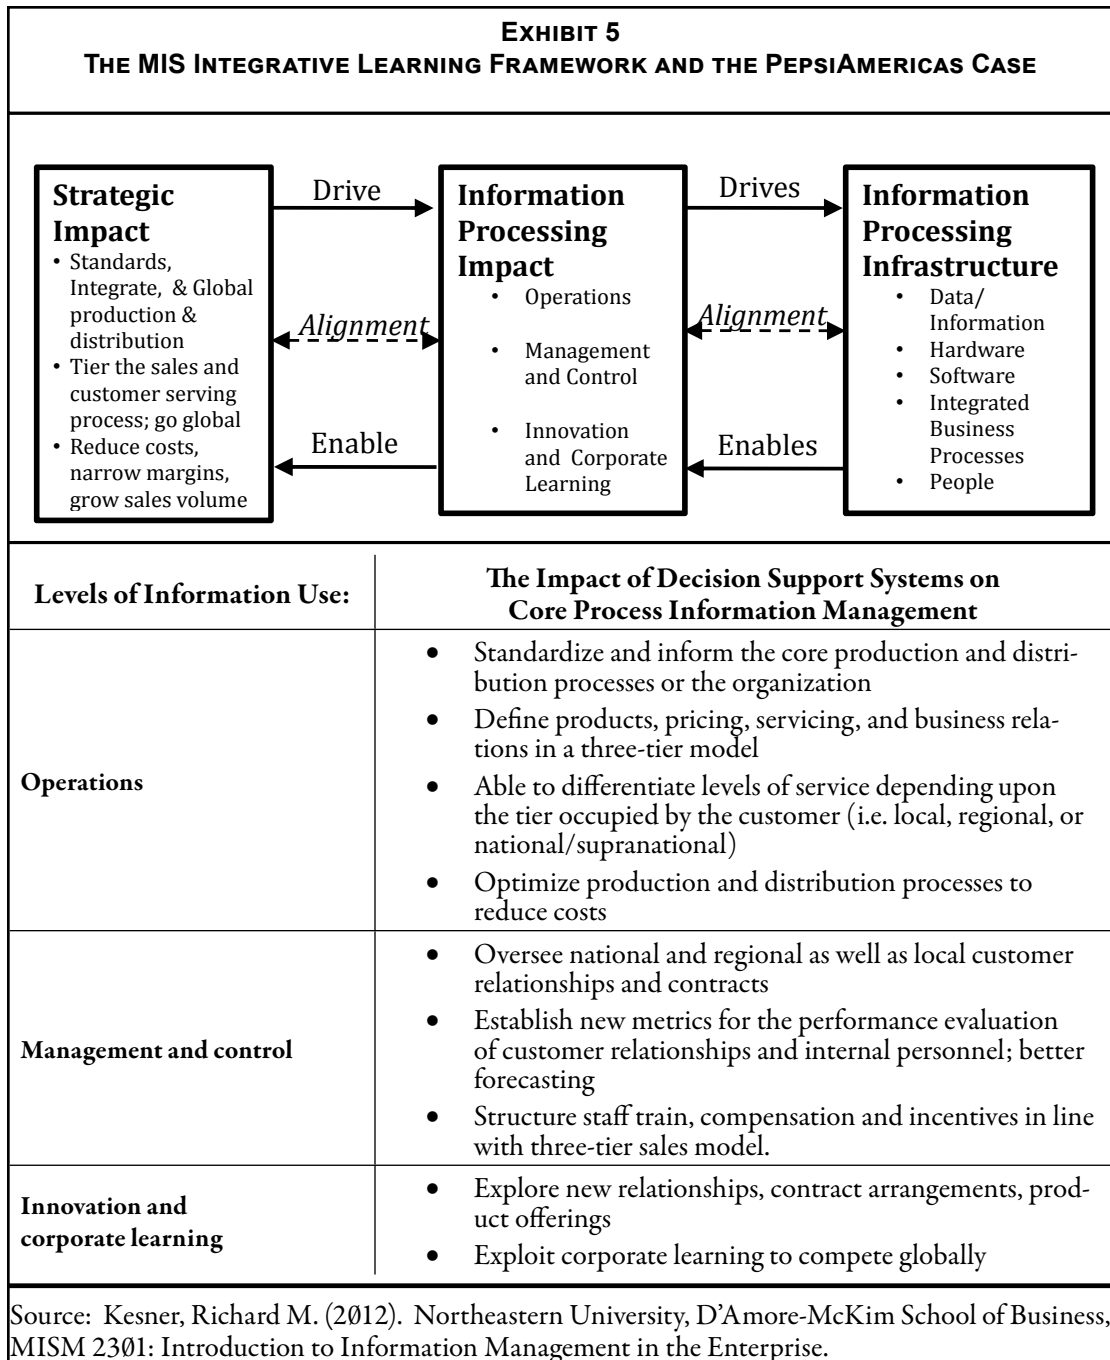 Exhibit 5
The MIS Integrative Learning Framework and the PepsiAmericas Case
Strategic
Impact
• Standards,
Integrate, & Global
production &
distribution
• Tier the sales and
customer serving
process; go global
• Reduce costs,
narrow margins,
grow sales volume
Drive
Alignment
Enable
Information
Processing
Impact
• Operations
• Management
and Control
• Innovation
and Corporate
Learning
Drives
Alignment
Enables
Information
Processing
Infrastructure
• Data/
Information
• Hardware
• Software
• Integrated
Business
Processes
• People
Levels of Information Use:
The Impact of Decision Support Systems on
Core Process Information Management
Operations
• Standardize and inform the core production and distri-
bution processes or the organization
• Define products, pricing, servicing, and business rela-
tions in a three-tier model
• Able to differentiate levels of service depending upon
the tier occupied by the customer (i.e. local, regional, or
national/supranational)
• Optimize production and distribution processes to
reduce costs
Management and control
• Oversee national and regional as well as local customer
relationships and contracts
• Establish new metrics for the performance evaluation
of customer relationships and internal personnel; better
forecasting
• Structure staff train, compensation and incentives in line
with three-tier sales model.
Innovation and
corporate learning
• Explore new relationships, contract arrangements, prod-
uct offerings
• Exploit corporate learning to compete globally
Source: Kesner, Richard M. (2012). Northeastern University, D'Amore-McKim School of Business,
MISM 2301: Introduction to Information Management in the Enterprise.